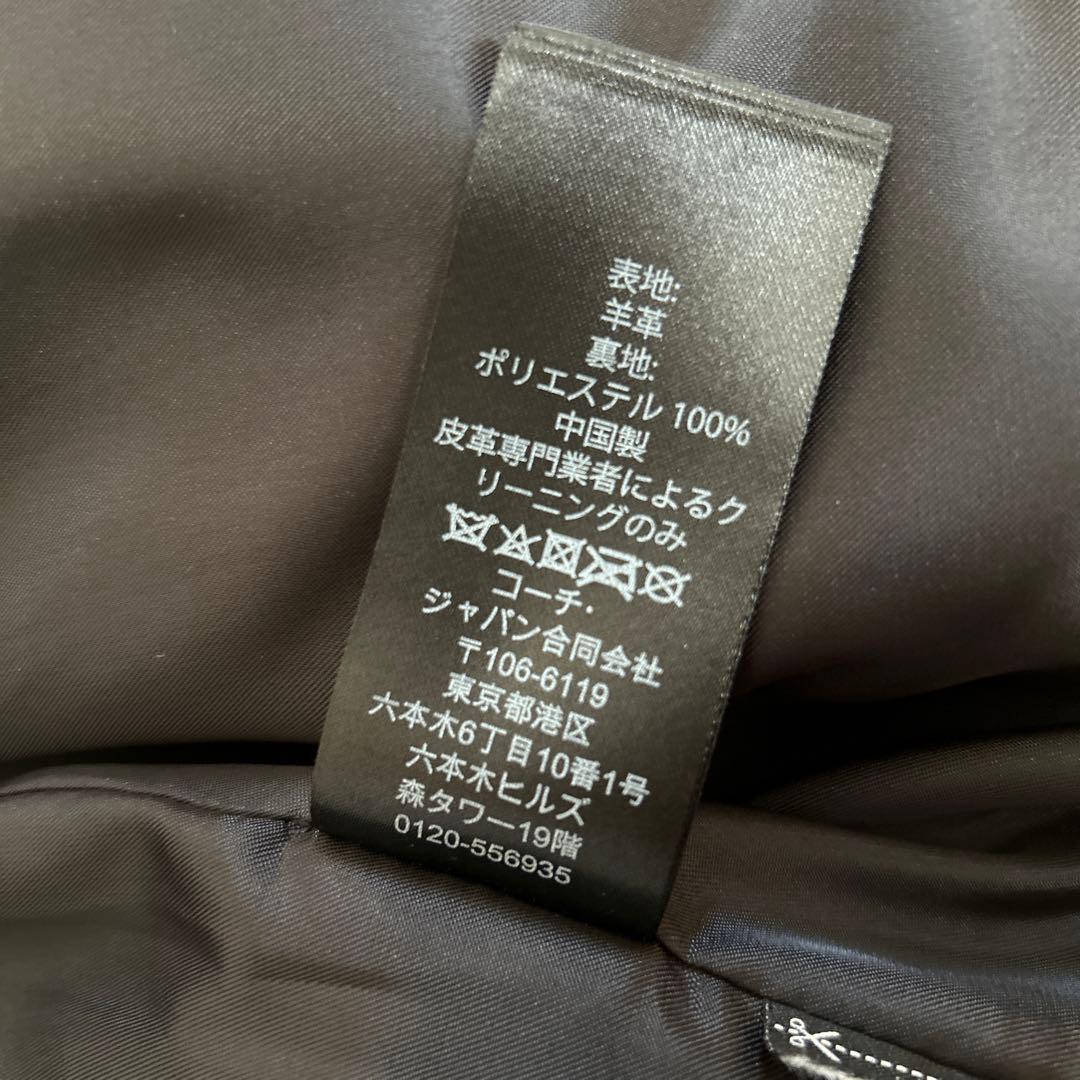 表地:
羊革
裏地:
ポリエステル 100%
中国製
皮革専門業者によるク
リーニングのみ
コーチ・
ジャパン合同会社
〒106-6119
東京都港区
六本木6丁目10番1号
六本木ヒルズ
森タワー19階
0120-556935